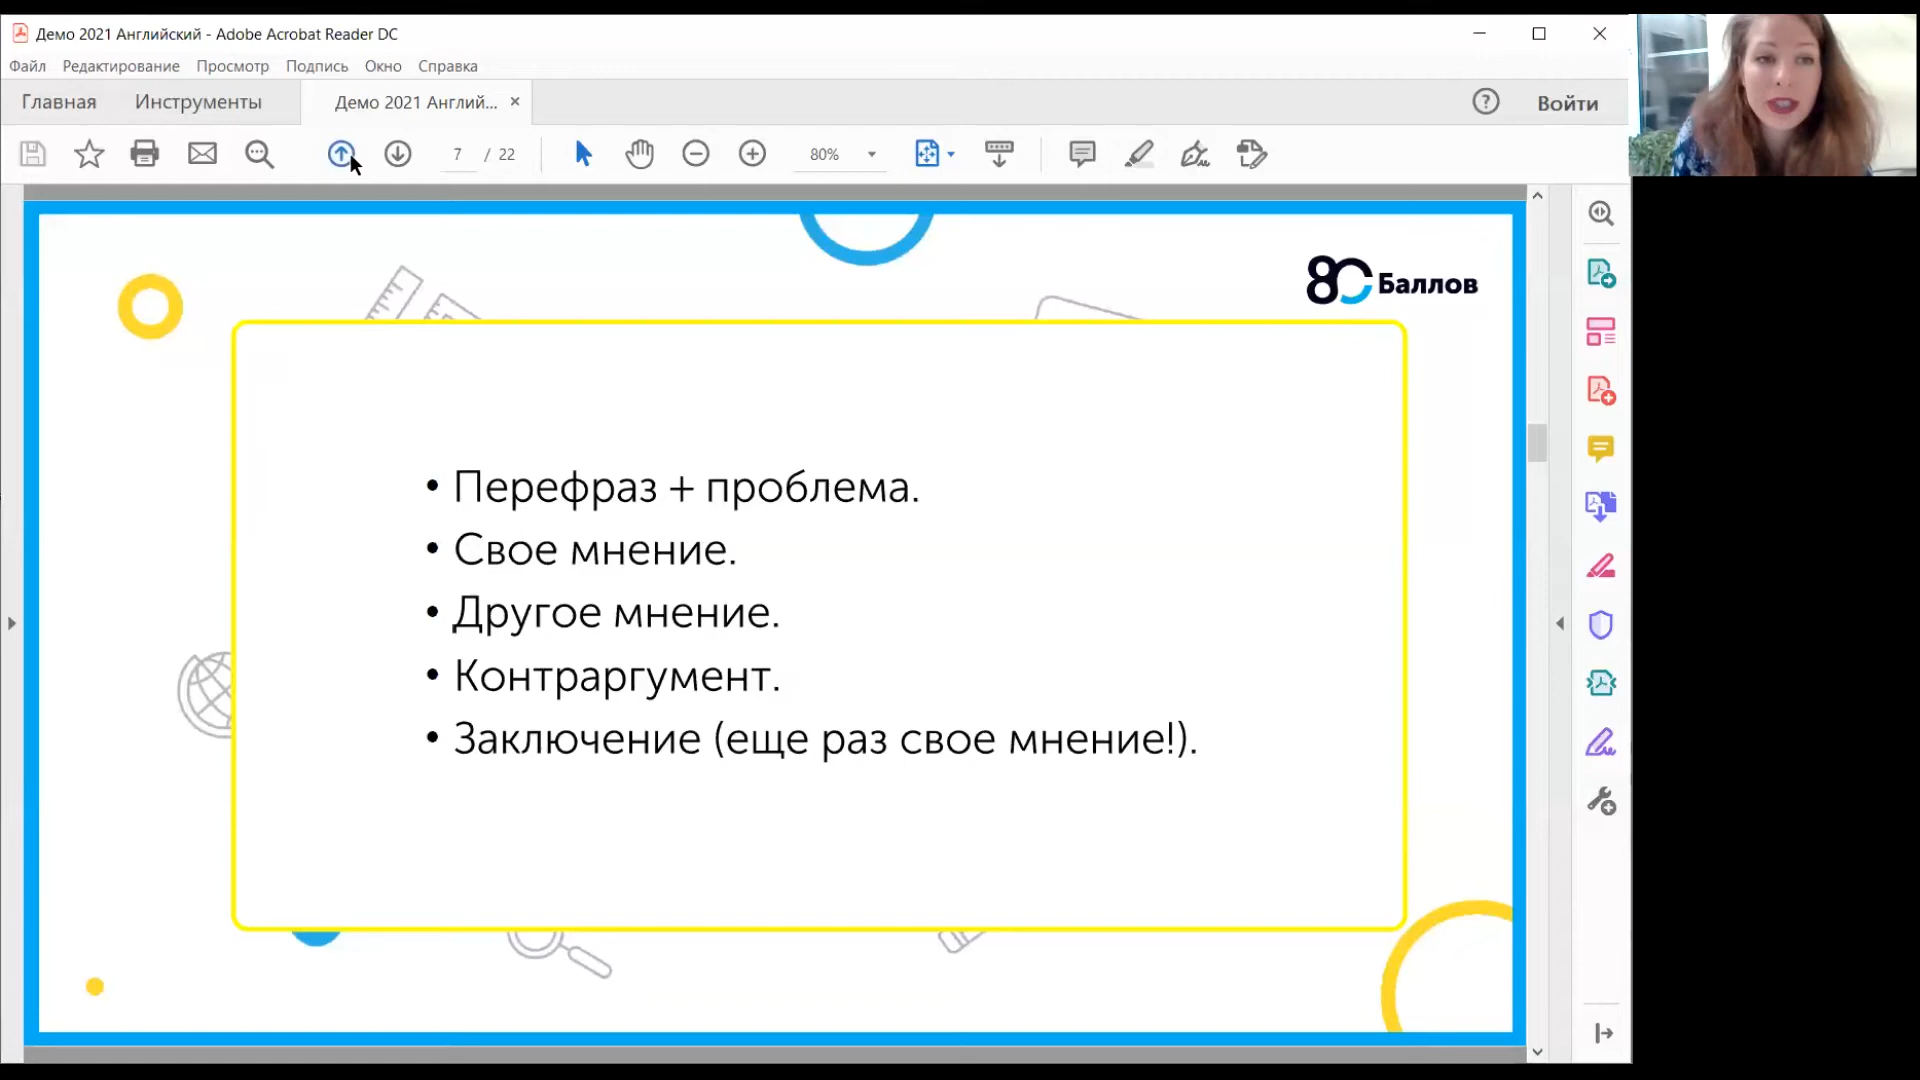 Демо 2021 Английский - Adobe Acrobat Reader DC
Файл Редактирование Просмотр Подпись Окно Справка
Главная Инструменты Демо 2021 Англий... × Войти
7 / 22 80%
80 Баллов
• Перефраз + проблема.
• Свое мнение.
• Другое мнение.
• Контраргумент.
• Заключение (еще раз свое мнение!).